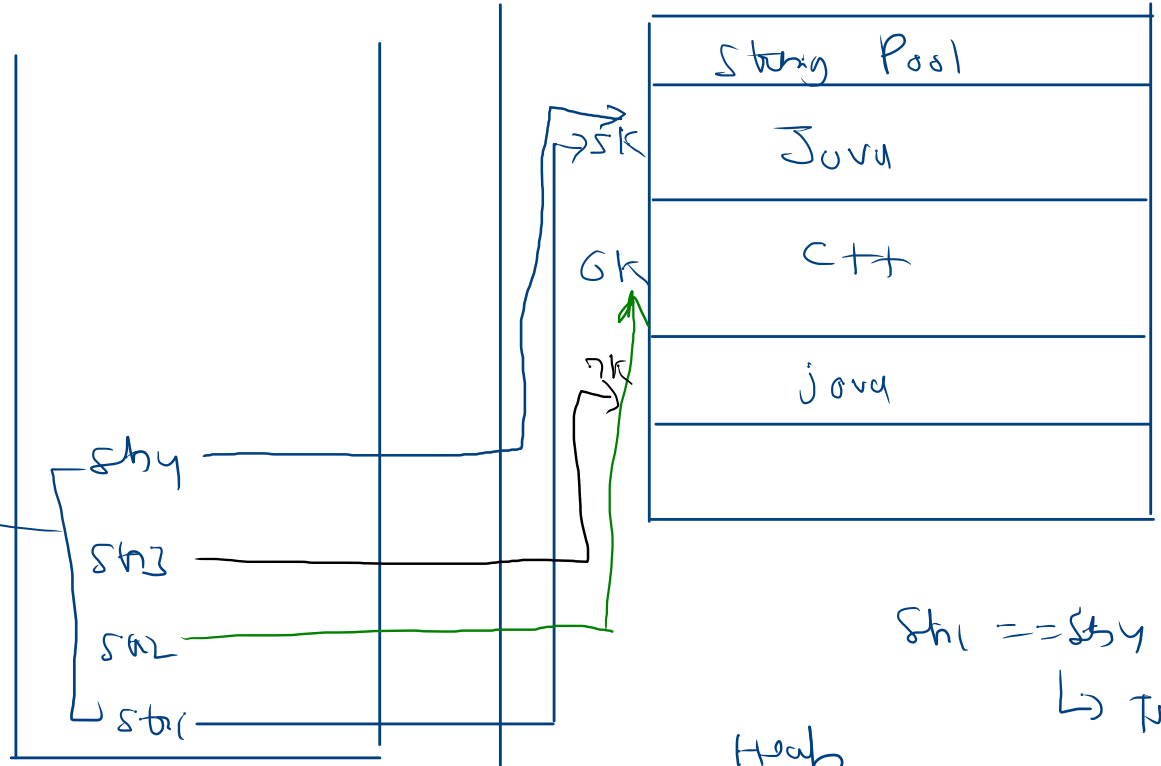 String Pool
5K
Java
6K
C++
7K
java
str4
str3
str2
str1
str1 == str4
Heap